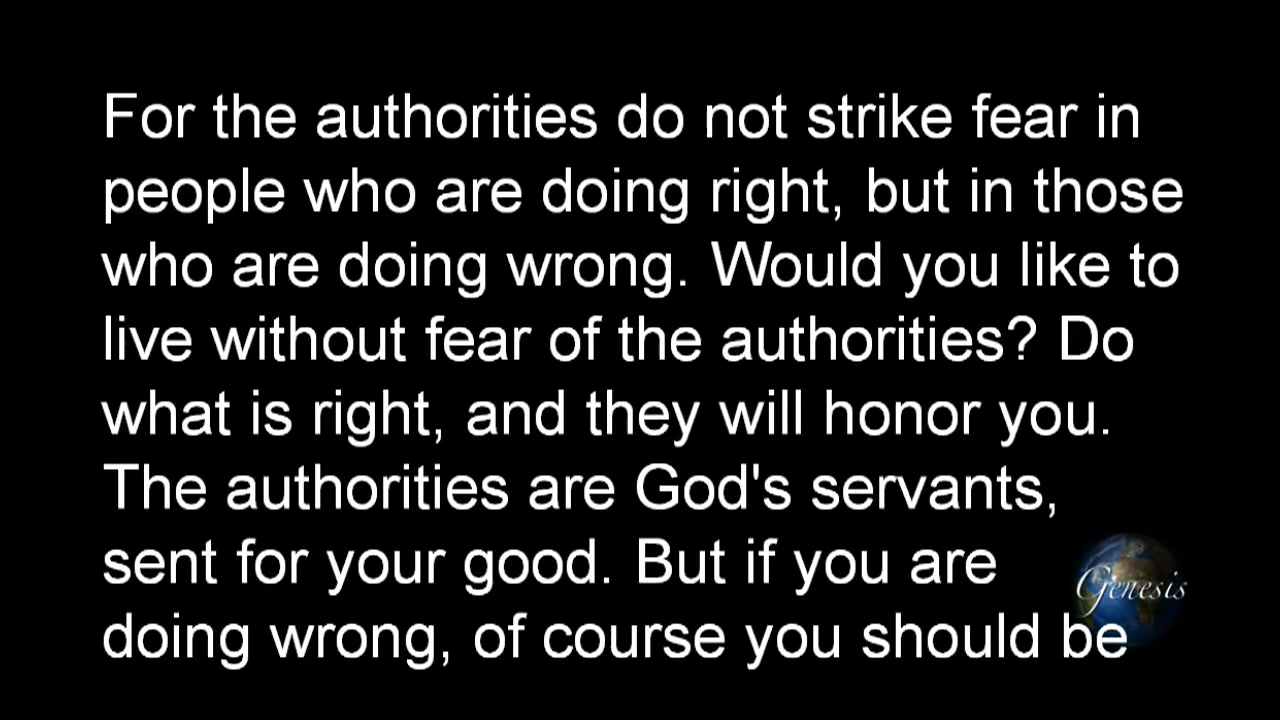 For the authorities do not strike fear in
people who are doing right, but in those
who are doing wrong. Would you like to
live without fear of the authorities? Do
what is right, and they will honor you.
The authorities are God's servants,
sent for your good. But if you are
doing wrong, of course you should be
Genesis